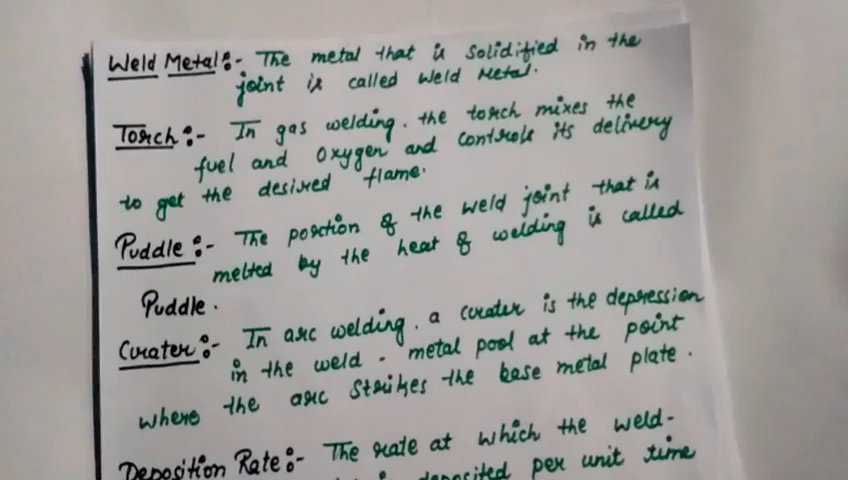 Weld Metal:- The metal that is solidified in the
joint is called Weld Metal.
Torch:- In gas welding. the torch mixes the
fuel and oxygen and controls its delivery
to get the desired flame.
Puddle:- The portion of the weld joint that is
melted by the heat of welding is called
Puddle.
Crater:- In arc welding. a crater is the depression
in the weld - metal pool at the point
where the arc strikes the base metal plate.
Deposition Rate:- The rate at which the weld-
deposited per unit time